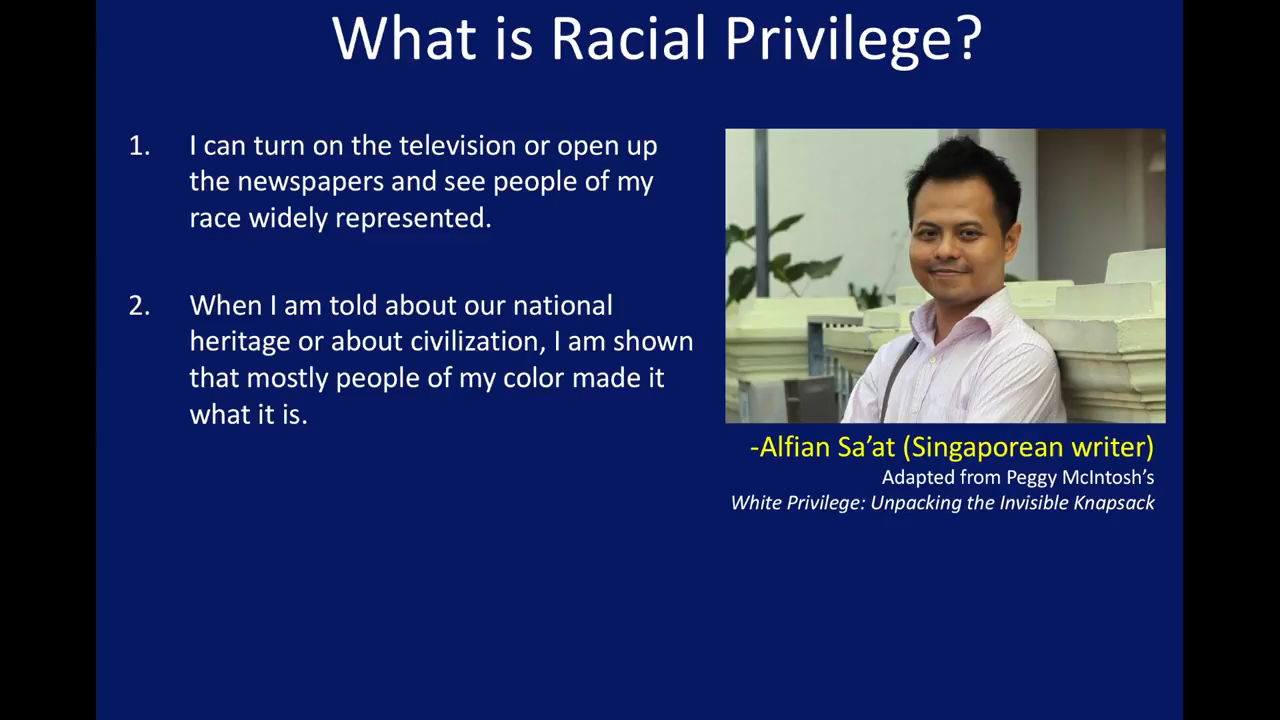 What is Racial Privilege?
1. I can turn on the television or open up
the newspapers and see people of my
race widely represented.
2. When I am told about our national
heritage or about civilization, I am shown
that mostly people of my color made it
what it is.
-Alfian Sa’at (Singaporean writer)
Adapted from Peggy McIntosh’s
White Privilege: Unpacking the Invisible Knapsack